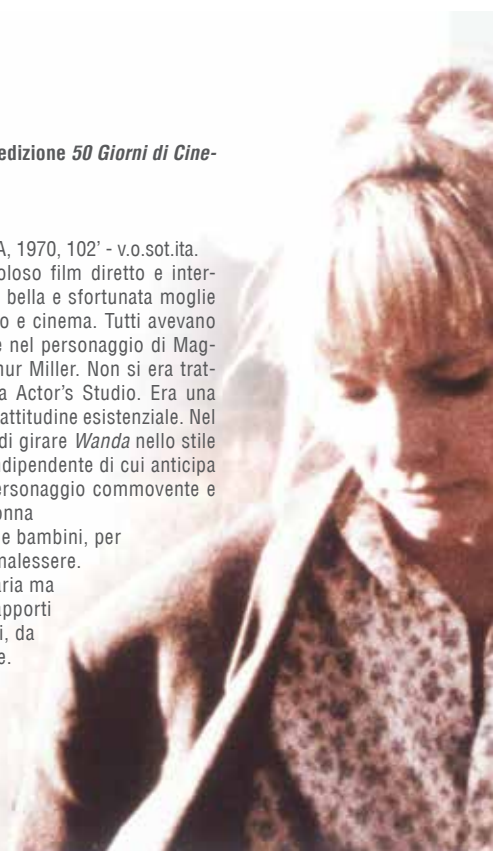 edizione 50 Giorni di Cine-
A, 1970, 102’ - v.o.sot.ita.
oloso film diretto e inter-
bella e sfortunata moglie
o e cinema. Tutti avevano
e nel personaggio di Mag-
hur Miller. Non si era trat-
a Actor’s Studio. Era una
attitudine esistenziale. Nel
di girare Wanda nello stile
ndipendente di cui anticipa
ersonaggio commovente e
onna
e bambini, per
malessere.
aria ma
apporti
i, da
e.